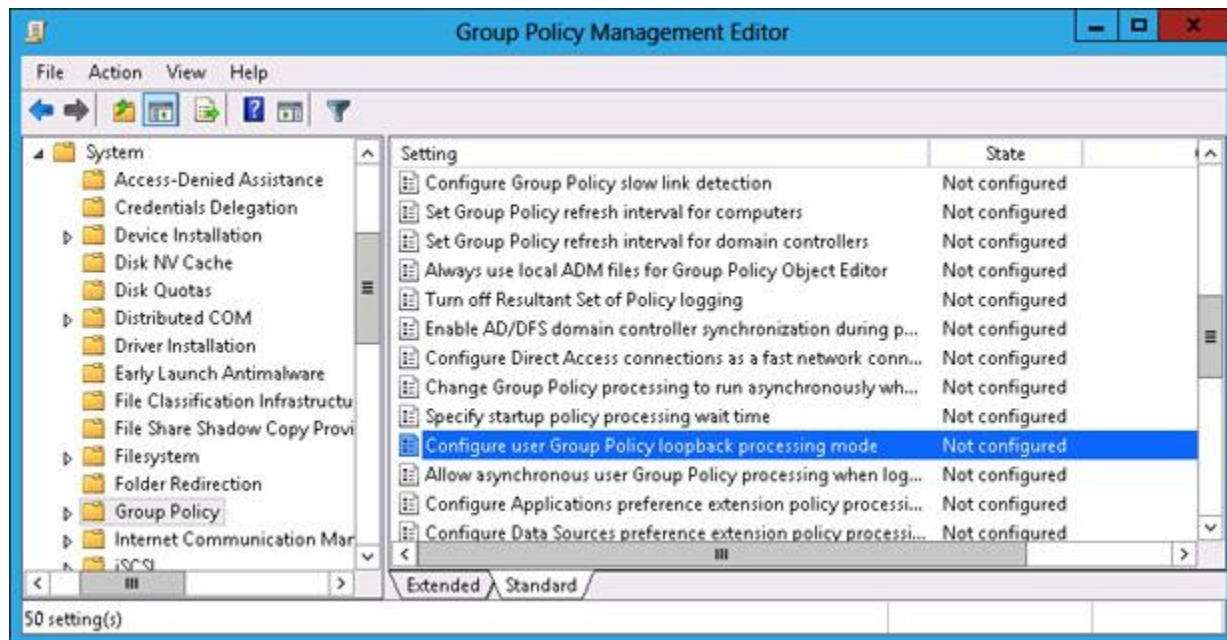 Group Policy Management Editor
File Action View Help
System
Access-Denied Assistance
Credentials Delegation
Device Installation
Disk NV Cache
Disk Quotas
Distributed COM
Driver Installation
Early Launch Antimalware
File Classification Infrastructu
File Share Shadow Copy Provi
Filesystem
Folder Redirection
Group Policy
Internet Communication Mar
iSCSI
Setting State
Configure Group Policy slow link detection Not configured
Set Group Policy refresh interval for computers Not configured
Set Group Policy refresh interval for domain controllers Not configured
Always use local ADM files for Group Policy Object Editor Not configured
Turn off Resultant Set of Policy logging Not configured
Enable AD/DFS domain controller synchronization during p... Not configured
Configure Direct Access connections as a fast network conn... Not configured
Change Group Policy processing to run asynchronously wh... Not configured
Specify startup policy processing wait time Not configured
Configure user Group Policy loopback processing mode Not configured
Allow asynchronous user Group Policy processing when log... Not configured
Configure Applications preference extension policy processi... Not configured
Configure Data Sources preference extension policy processi... Not configured
Extended Standard
50 setting(s)